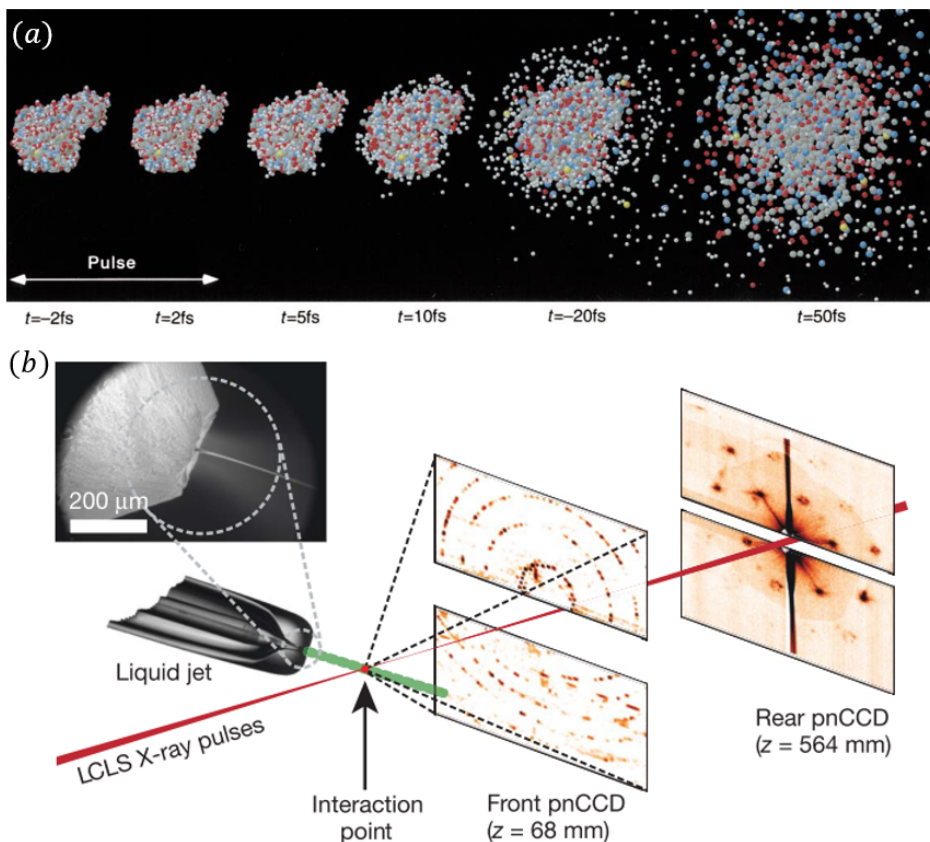 (a)
Pulse
t=–2fs t=2fs t=5fs t=10fs t=–20fs t=50fs
(b)
200 μm
Liquid jet
LCLS X-ray pulses
Interaction
point
Front pnCCD
(z = 68 mm)
Rear pnCCD
(z = 564 mm)